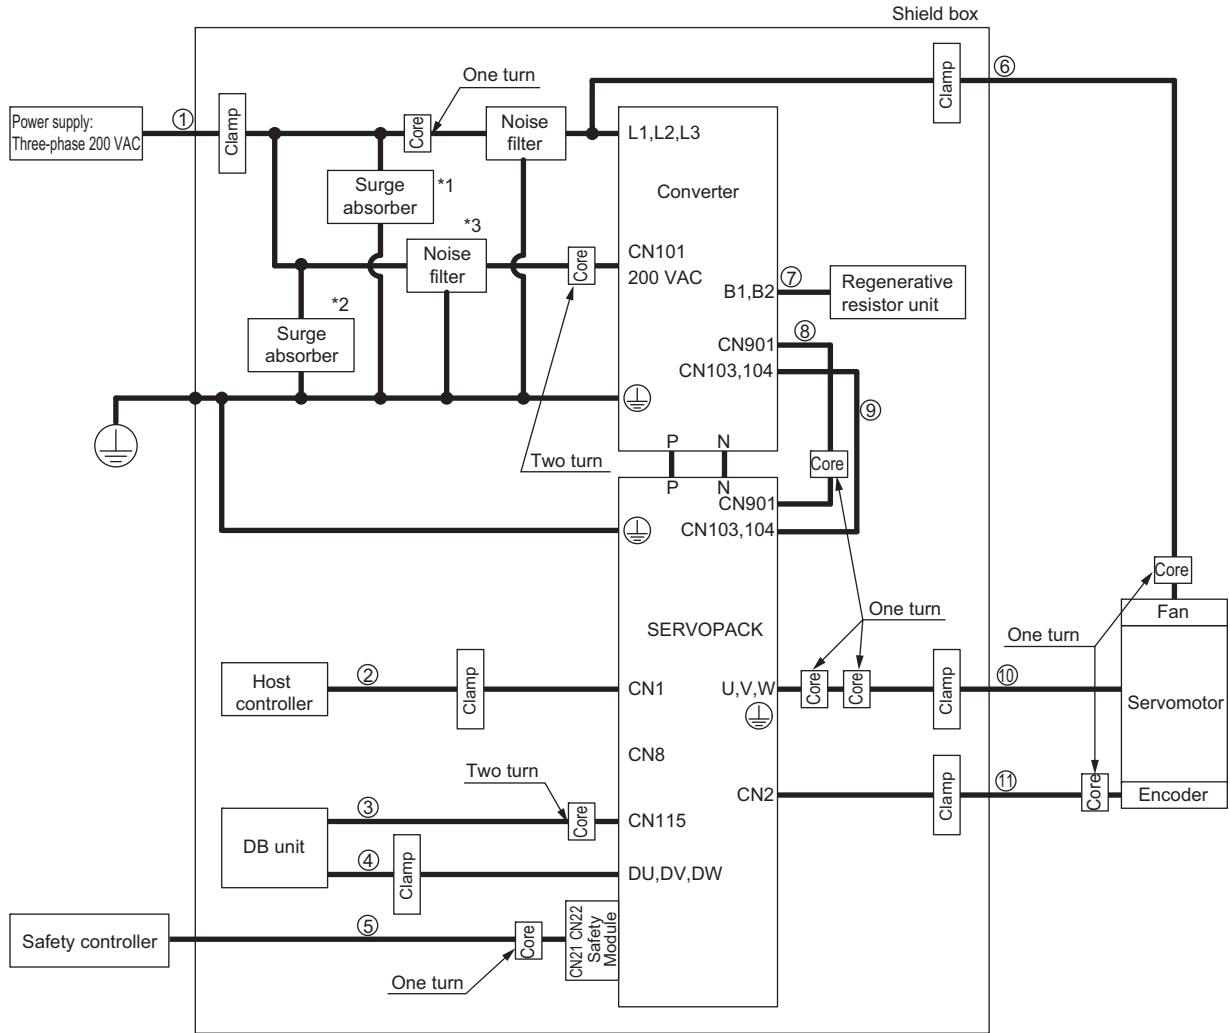 Shield box
①
Power supply:
Three-phase 200 VAC
Clamp
Core
One turn
Noise
filter
L1,L2,L3
Converter
Clamp
⑥
Surge
absorber
*1
*3
Noise
filter
Core
CN101
200 VAC
B1,B2
⑦
Regenerative
resistor unit
*2
Surge
absorber
CN901
⑧
CN103,104
⑨
Two turn
P
N
P
N
Core
CN901
CN103,104
SERVOPACK
One turn
Core
Fan
One turn
Host
controller
②
Clamp
CN1
U,V,W
Core
Core
Clamp
⑩
Servomotor
CN8
Two turn
CN2
Clamp
⑪
Core
Encoder
DB unit
③
Core
CN115
④
Clamp
DU,DV,DW
Safety controller
⑤
Core
CN21 CN22
Safety
Module
One turn